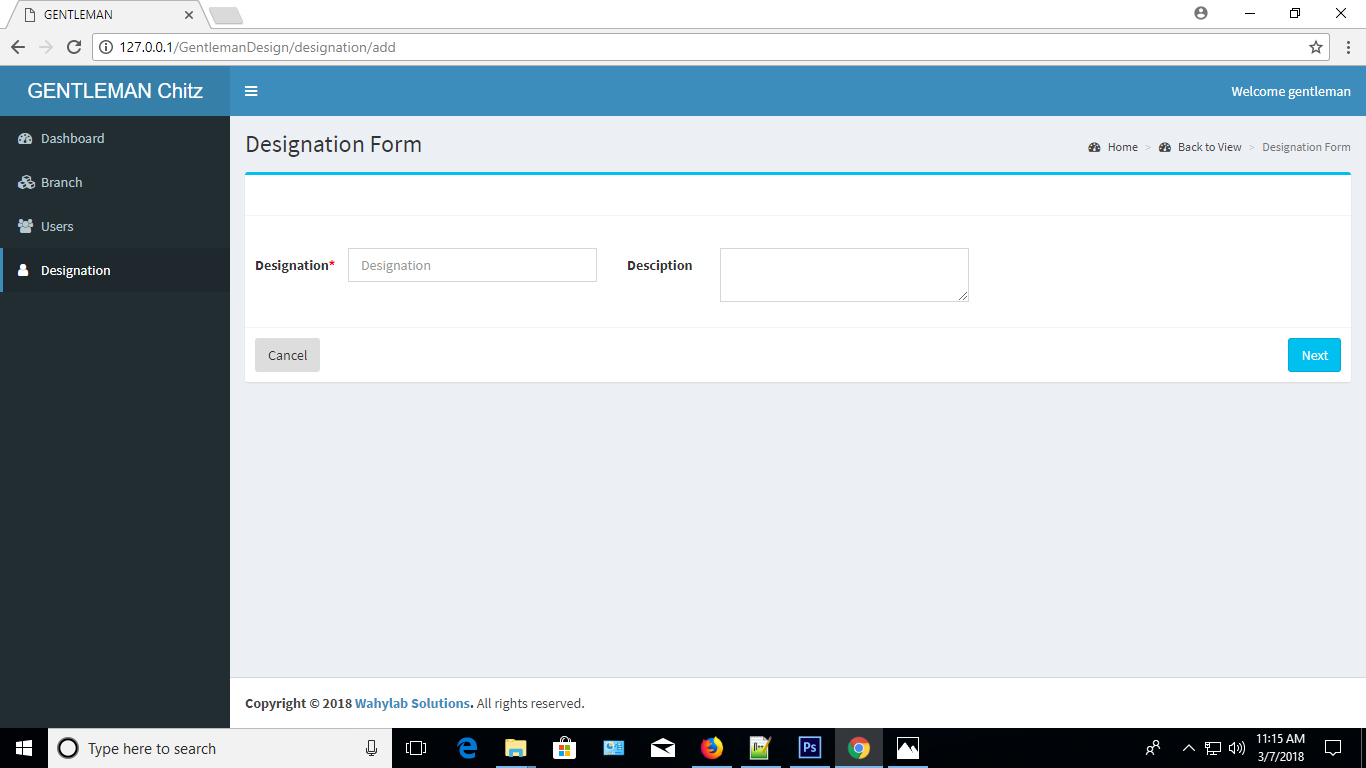 GENTLEMAN
127.0.0.1/GentlemanDesign/designation/add
GENTLEMAN Chitz
Welcome gentleman
Dashboard
Branch
Users
Designation
Designation Form
Home > Back to View > Designation Form
Designation* Designation Desciption
Cancel Next
Copyright © 2018 Wahylab Solutions. All rights reserved.
Type here to search
Ps
11:15 AM
3/7/2018